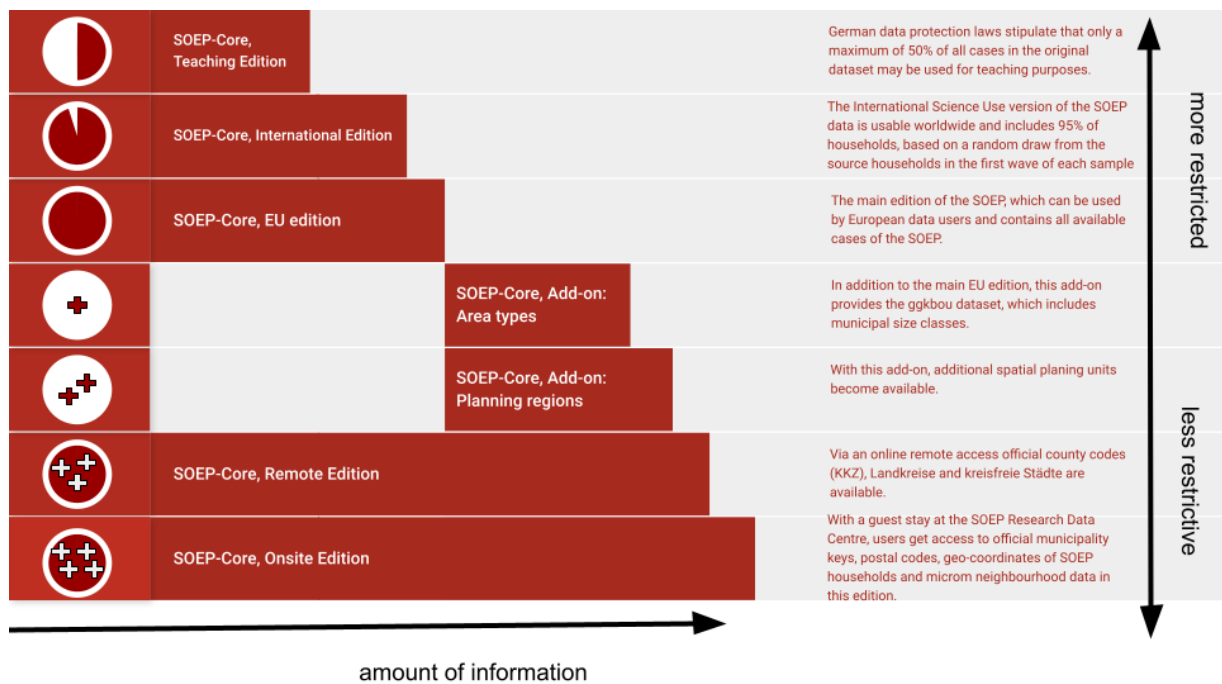 SOEP-Core,
Teaching Edition
German data protection laws stipulate that only a
maximum of 50% of all cases in the original
dataset may be used for teaching purposes.
SOEP-Core, International Edition
The International Science Use version of the SOEP
data is usable worldwide and includes 95% of
households, based on a random draw from the
source households in the first wave of each sample
SOEP-Core, EU edition
The main edition of the SOEP, which can be used
by European data users and contains all available
cases of the SOEP.
SOEP-Core, Add-on:
Area types
In addition to the main EU edition, this add-on
provides the ggkbou dataset, which includes
municipal size classes.
SOEP-Core, Add-on:
Planning regions
With this add-on, additional spatial planing units
become available.
SOEP-Core, Remote Edition
Via an online remote access official county codes
(KKZ), Landkreise and kreisfreie Städte are
available.
SOEP-Core, Onsite Edition
With a guest stay at the SOEP Research Data
Centre, users get access to official municipality
keys, postal codes, geo-coordinates of SOEP
households and microm neighbourhood data in
this edition.
more restricted
less restrictive
amount of information